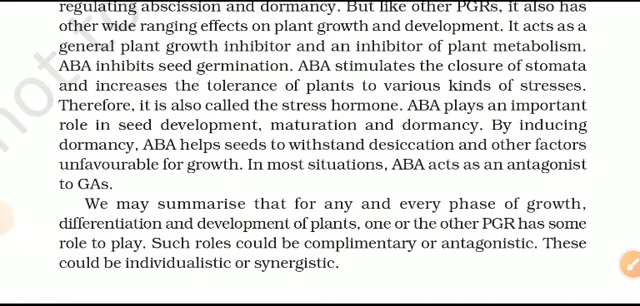 regulating abscission and dormancy. But like other PGRs, it also has
other wide ranging effects on plant growth and development. It acts as a
general plant growth inhibitor and an inhibitor of plant metabolism.
ABA inhibits seed germination. ABA stimulates the closure of stomata
and increases the tolerance of plants to various kinds of stresses.
Therefore, it is also called the stress hormone. ABA plays an important
role in seed development, maturation and dormancy. By inducing
dormancy, ABA helps seeds to withstand desiccation and other factors
unfavourable for growth. In most situations, ABA acts as an antagonist
to GAs.
We may summarise that for any and every phase of growth,
differentiation and development of plants, one or the other PGR has some
role to play. Such roles could be complimentary or antagonistic. These
could be individualistic or synergistic.
not